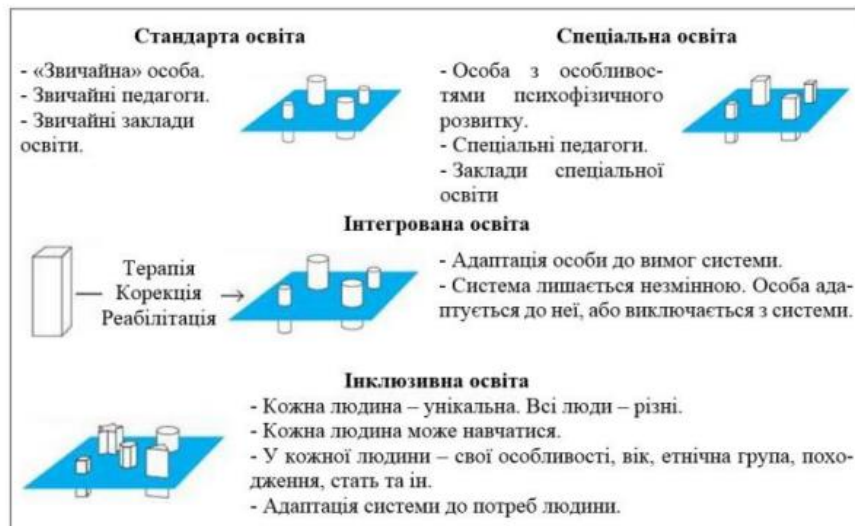 Стандарта освіта
- «Звичайна» особа.
- Звичайні педагоги.
- Звичайні заклади
освіти.
Спеціальна освіта
- Особа з особливос-
тями психофізичного
розвитку.
- Спеціальні педагоги.
- Заклади спеціальної
освіти
Інтегрована освіта
Терапія
Корекція
Реабілітація
- Адаптація особи до вимог системи.
- Система лишається незмінною. Особа ада-
птується до неї, або виключається з системи.
Інклюзивна освіта
- Кожна людина – унікальна. Всі люди – різні.
- Кожна людина може навчатися.
- У кожної людини – свої особливості, вік, етнічна група, похо-
дження, стать та ін.
- Адаптація системи до потреб людини.